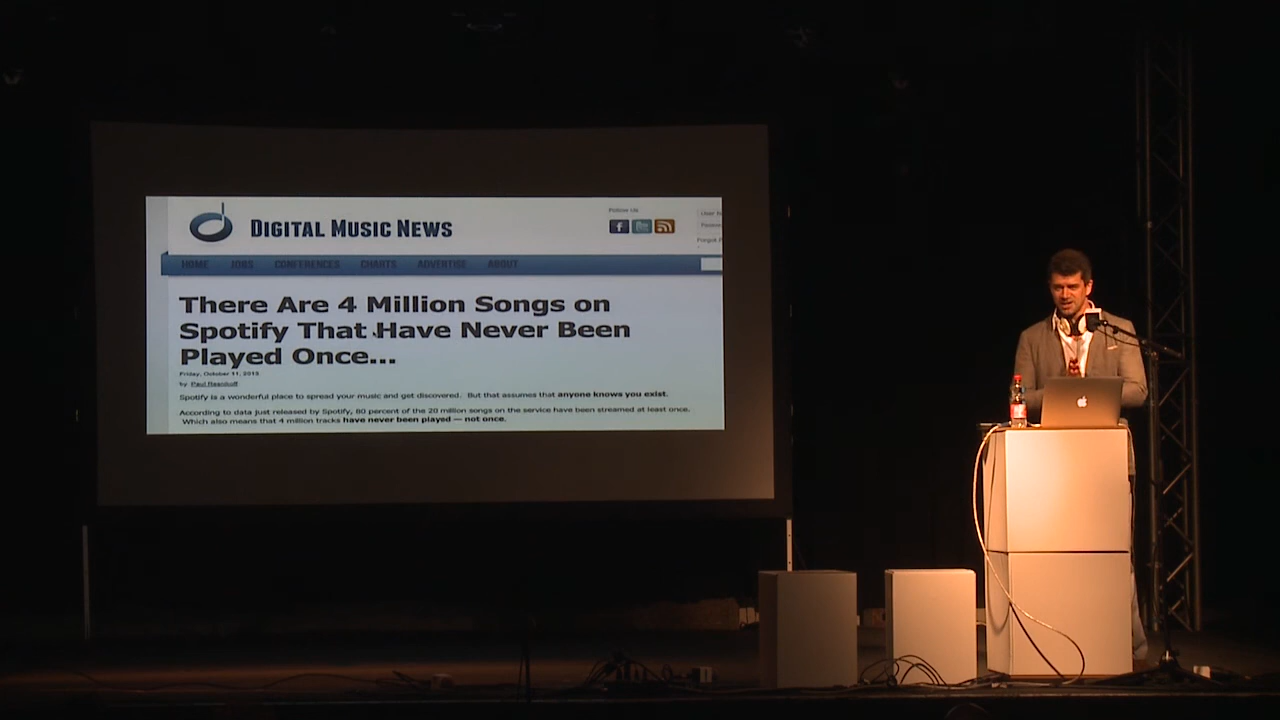 DIGITAL MUSIC NEWS
Follow Us
HOME JOBS CONFERENCES CHARTS ADVERTISE ABOUT
There Are 4 Million Songs on
Spotify That Have Never Been
Played Once...
Friday, October 11, 2013
by Paul
Spotify is a wonderful place to spread your music and get discovered. But that assumes that anyone knows you exist.
According to data just released by Spotify, 80 percent of the 20 million songs on the service have been streamed at least once.
Which also means that 4 million tracks have never been played — not once.